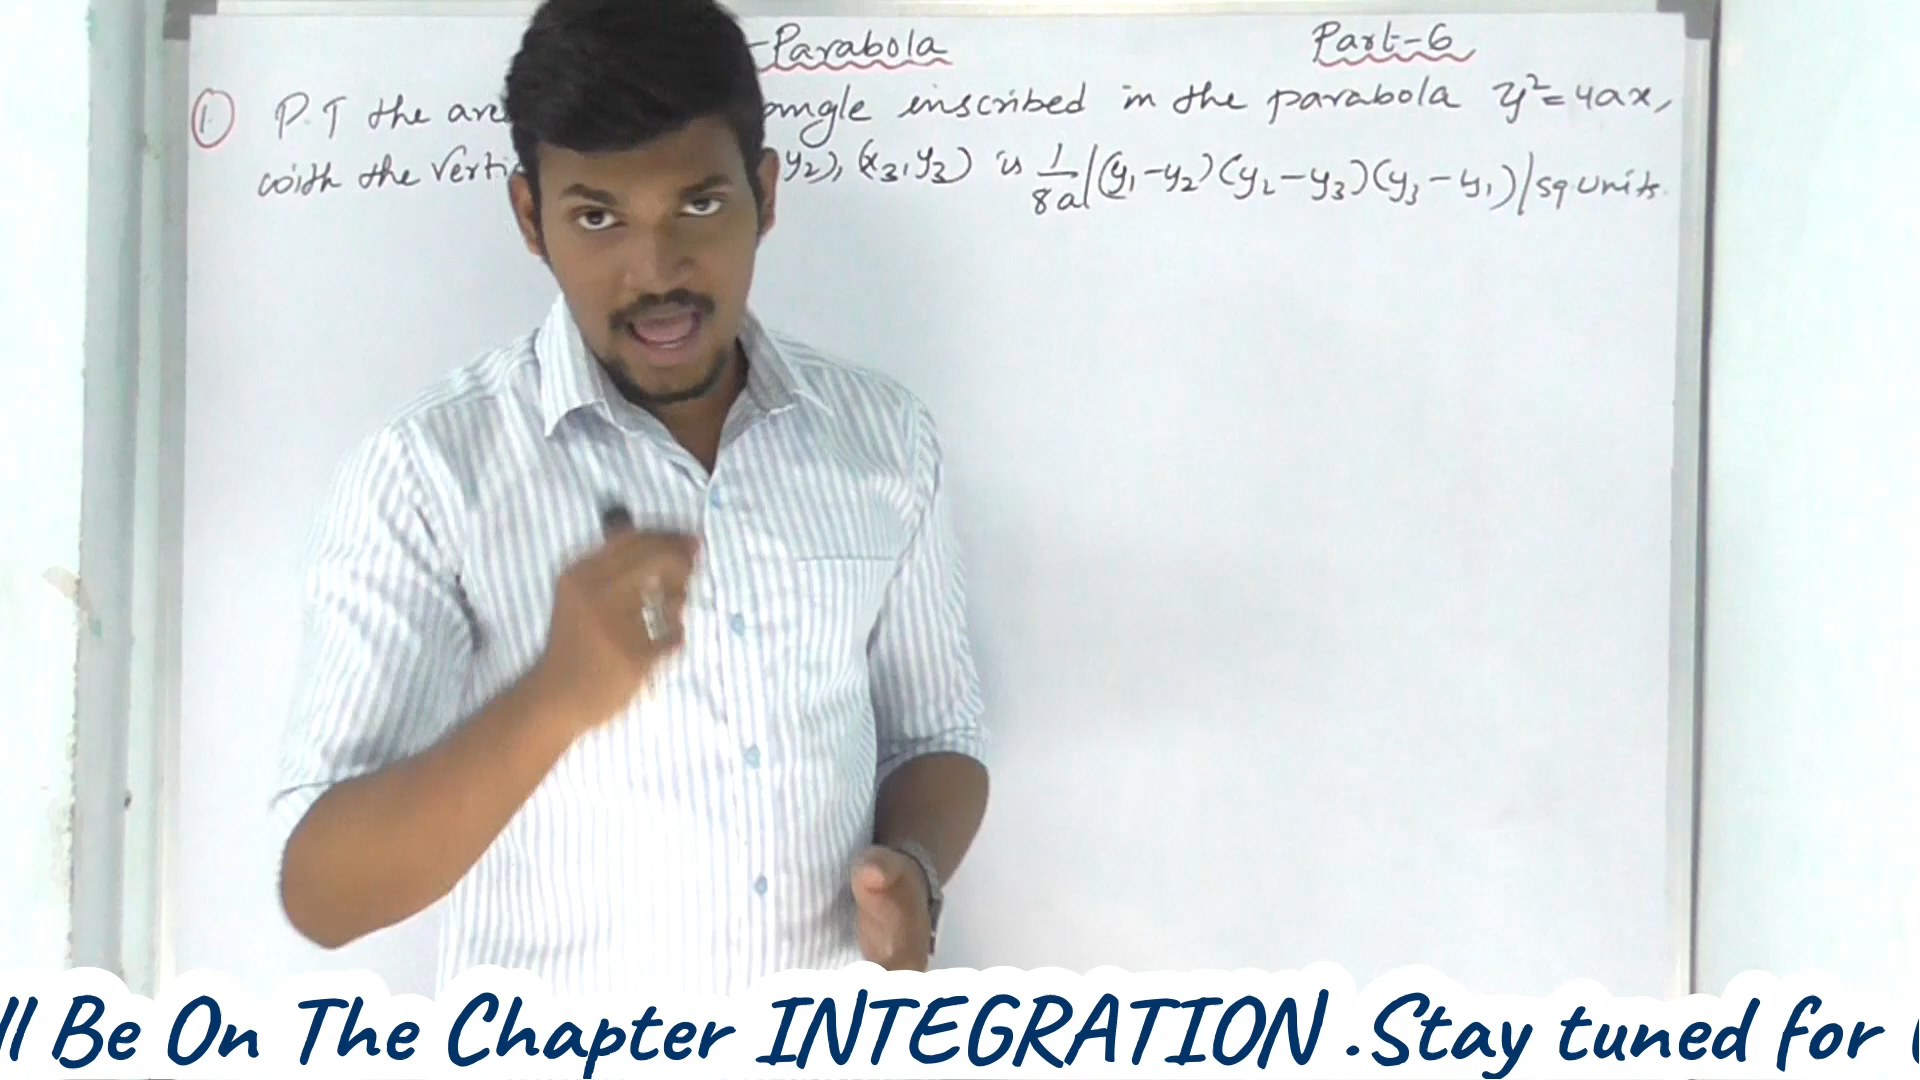 -Parabola Part-6
1. P.T the are angle inscribed in the parabola y²=4ax,
with the Verti y₂), (x₃,y₃) is 1/8a |(y₁-y₂)(y₂-y₃)(y₃-y₁)| sq units.
ll Be On The Chapter INTEGRATION .Stay tuned for